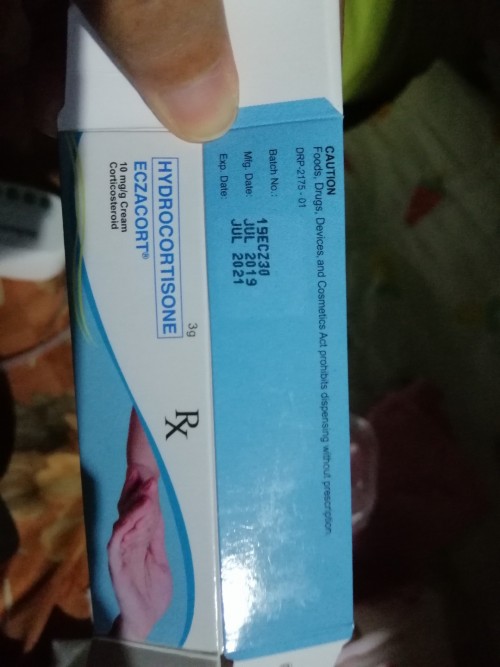 CAUTION
Foods, Drugs, Devices, and Cosmetics Act prohibits dispensing without prescription
DRP-2175 - 01
Batch No.: 19ECZ30
Mfg. Date: JUL 2019
Exp. Date: JUL 2021
3g
Rx
HYDROCORTISONE
ECZACORT®
10 mg/g Cream
Corticosteroid